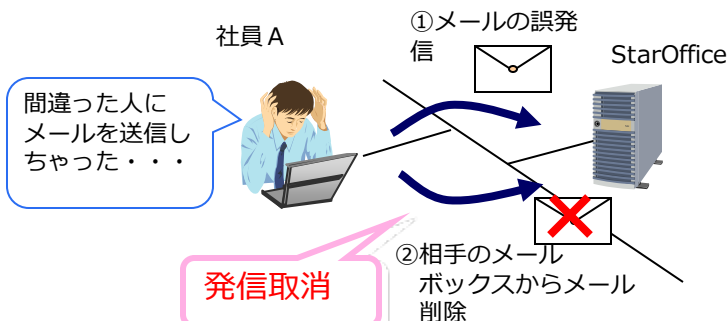 社員A
①メールの誤発
信
StarOffice
間違った人に
メールを送信し
ちゃった・・・
発信取消
②相手のメール
ボックスからメール
削除